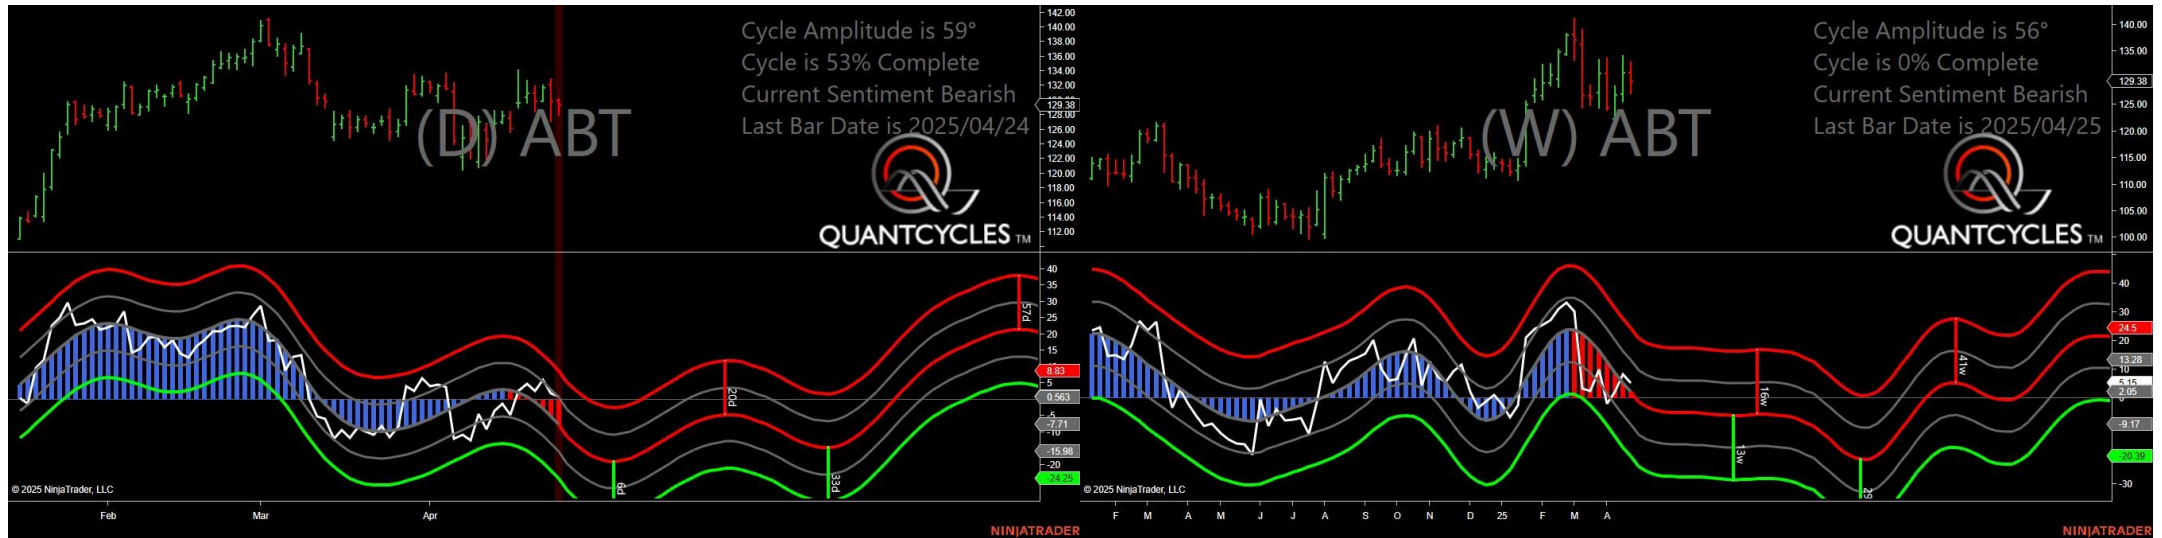 Cycle Amplitude is 59°
Cycle is 53% Complete
Current Sentiment Bearish
Last Bar Date is 2025/04/24
(D) ABT
QUANTCYCLES TM
142.00
140.00
138.00
136.00
134.00
132.00
130.00
129.38
128.00
126.00
124.00
122.00
120.00
118.00
116.00
114.00
112.00
40
35
30
25
20
15
8.83
5
0.563
-5
-7.71
-10
-15.98
-20
-24.25
6d
20d
33d
57d
© 2025 NinjaTrader, LLC
Feb Mar Apr
NINJATRADER
Cycle Amplitude is 56°
Cycle is 0% Complete
Current Sentiment Bearish
Last Bar Date is 2025/04/25
(W) ABT
QUANTCYCLES TM
140.00
135.00
129.38
125.00
120.00
115.00
110.00
105.00
100.00
40
30
24.5
20
13.28
10
5.15
2.05
-9.17
-20.39
-30
13w
16w
29
41w
© 2025 NinjaTrader, LLC
F M A M J J A S O N D 25 F M A
NINJATRADER